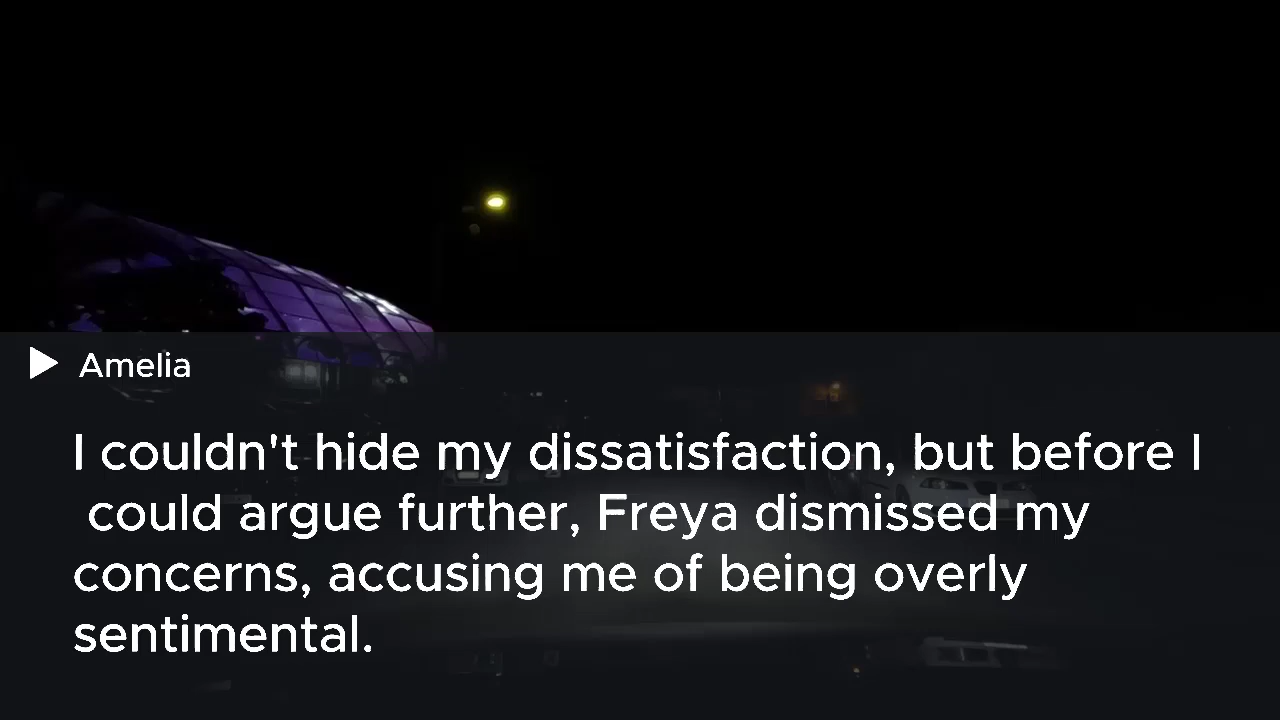 Amelia
I couldn't hide my dissatisfaction, but before I
could argue further, Freya dismissed my
concerns, accusing me of being overly
sentimental.